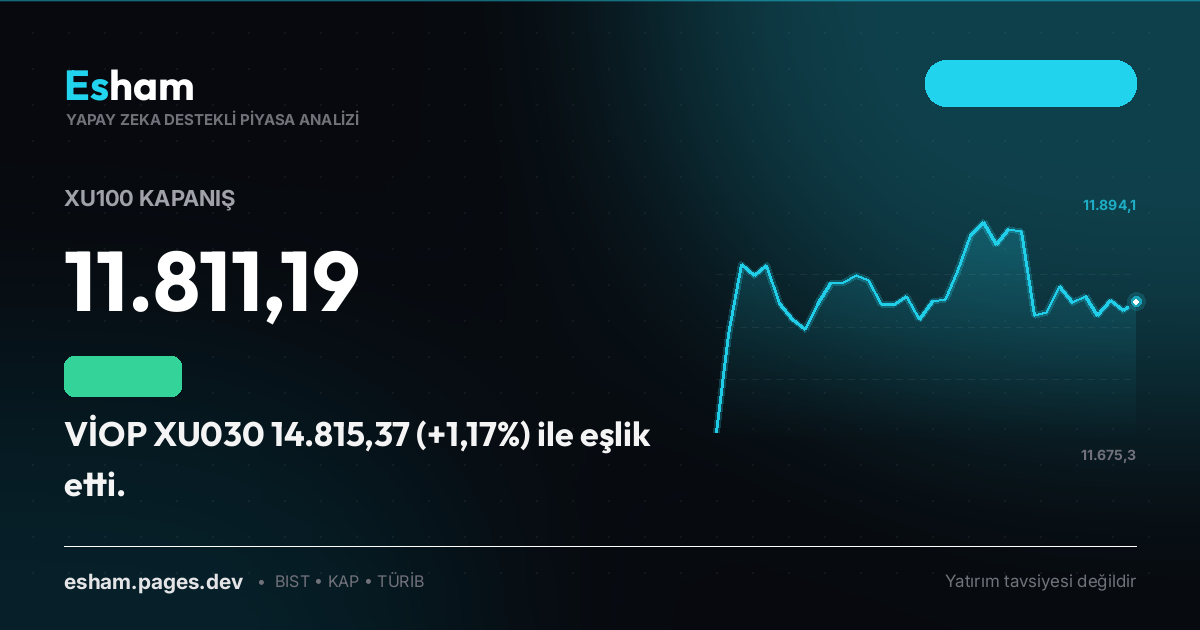 Esham
YAPAY ZEKA DESTEKLİ PİYASA ANALİZİ
XU100 KAPANIŞ
11.811,19
VİOP XU030 14.815,37 (+1,17%) ile eşlik
etti.
11.894,1
11.675,3
esham.pages.dev • BIST • KAP • TÜRİB
Yatırım tavsiyesi değildir